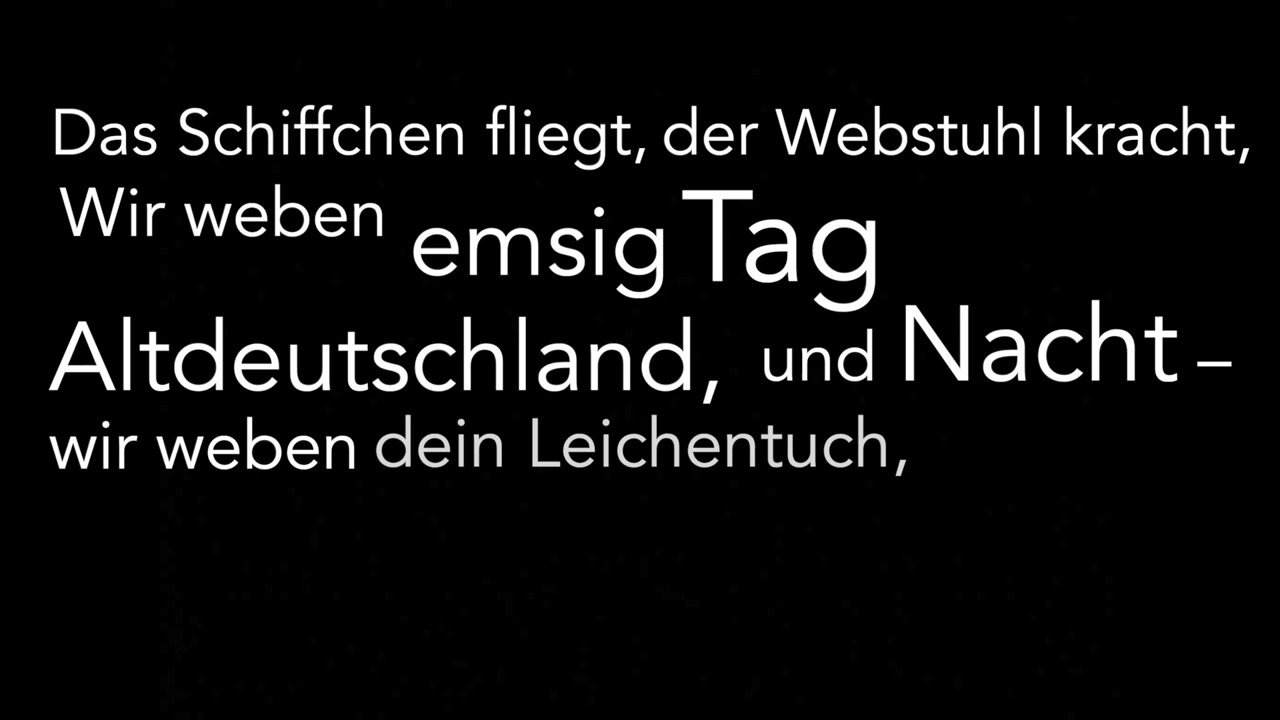 Das Schiffchen fliegt, der Webstuhl kracht,
Wir weben emsig Tag
und Nacht –
Altdeutschland,
wir weben dein Leichentuch,